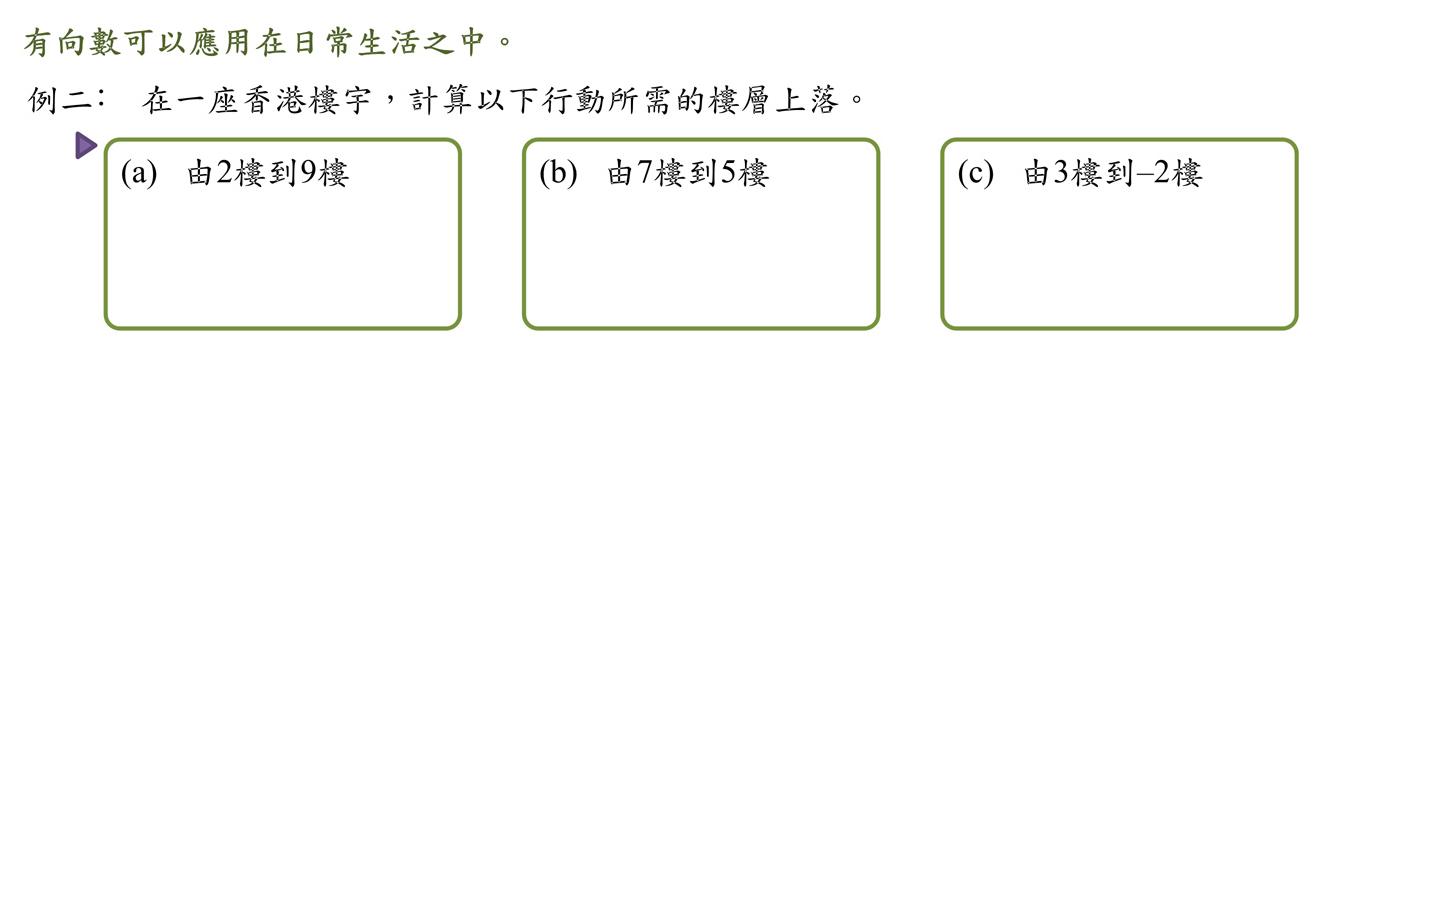 有向數可以應用在日常生活之中。
例二： 在一座香港樓宇，計算以下行動所需的樓層上落。
(a) 由2樓到9樓
(b) 由7樓到5樓
(c) 由3樓到–2樓